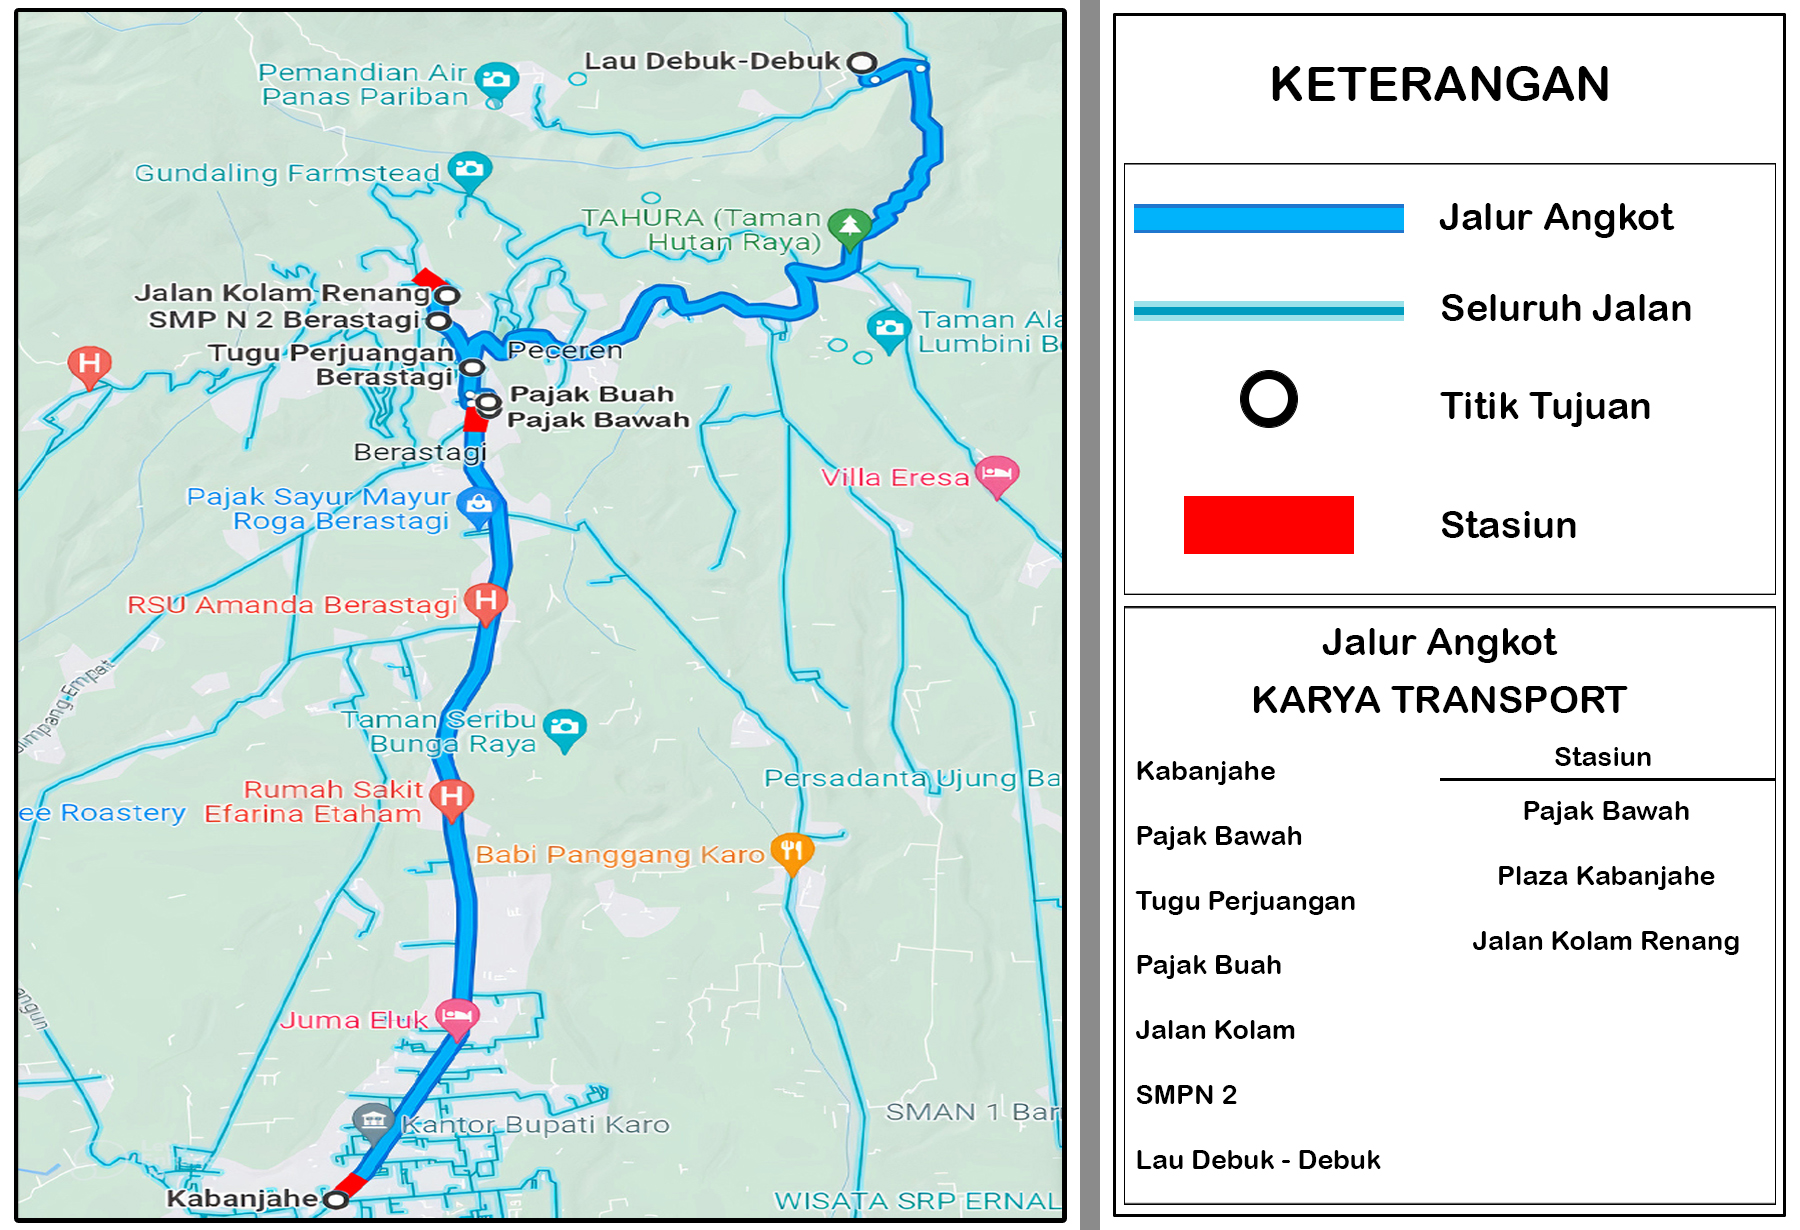 Lau Debuk-Debuk
Pemandian Air
Panas Pariban
Gundaling Farmstead
TAHURA (Taman
Hutan Raya)
Jalan Kolam Renang
SMP N 2 Berastagi
Taman Ala
Lumbini Be
Tugu Perjuangan
Berastagi
Peceren
H
Pajak Buah
Pajak Bawah
Berastagi
Villa Eresa
Pajak Sayur Mayur
Roga Berastagi
RSU Amanda Berastagi
H
Simpang Empat
Taman Seribu
Bunga Raya
Persadanta Ujung Ba
Rumah Sakit
Efarina Etaham
H
ee Roastery
Babi Panggang Karo
angun
Juma Eluk
Kantor Bupati Karo
SMAN 1 Bar
Kabanjahe
WISATA SRP ERNAL
KETERANGAN
Jalur Angkot
Seluruh Jalan
Titik Tujuan
Stasiun
Jalur Angkot
KARYA TRANSPORT
Kabanjahe
Pajak Bawah
Tugu Perjuangan
Pajak Buah
Jalan Kolam
SMPN 2
Lau Debuk - Debuk
Stasiun
Pajak Bawah
Plaza Kabanjahe
Jalan Kolam Renang